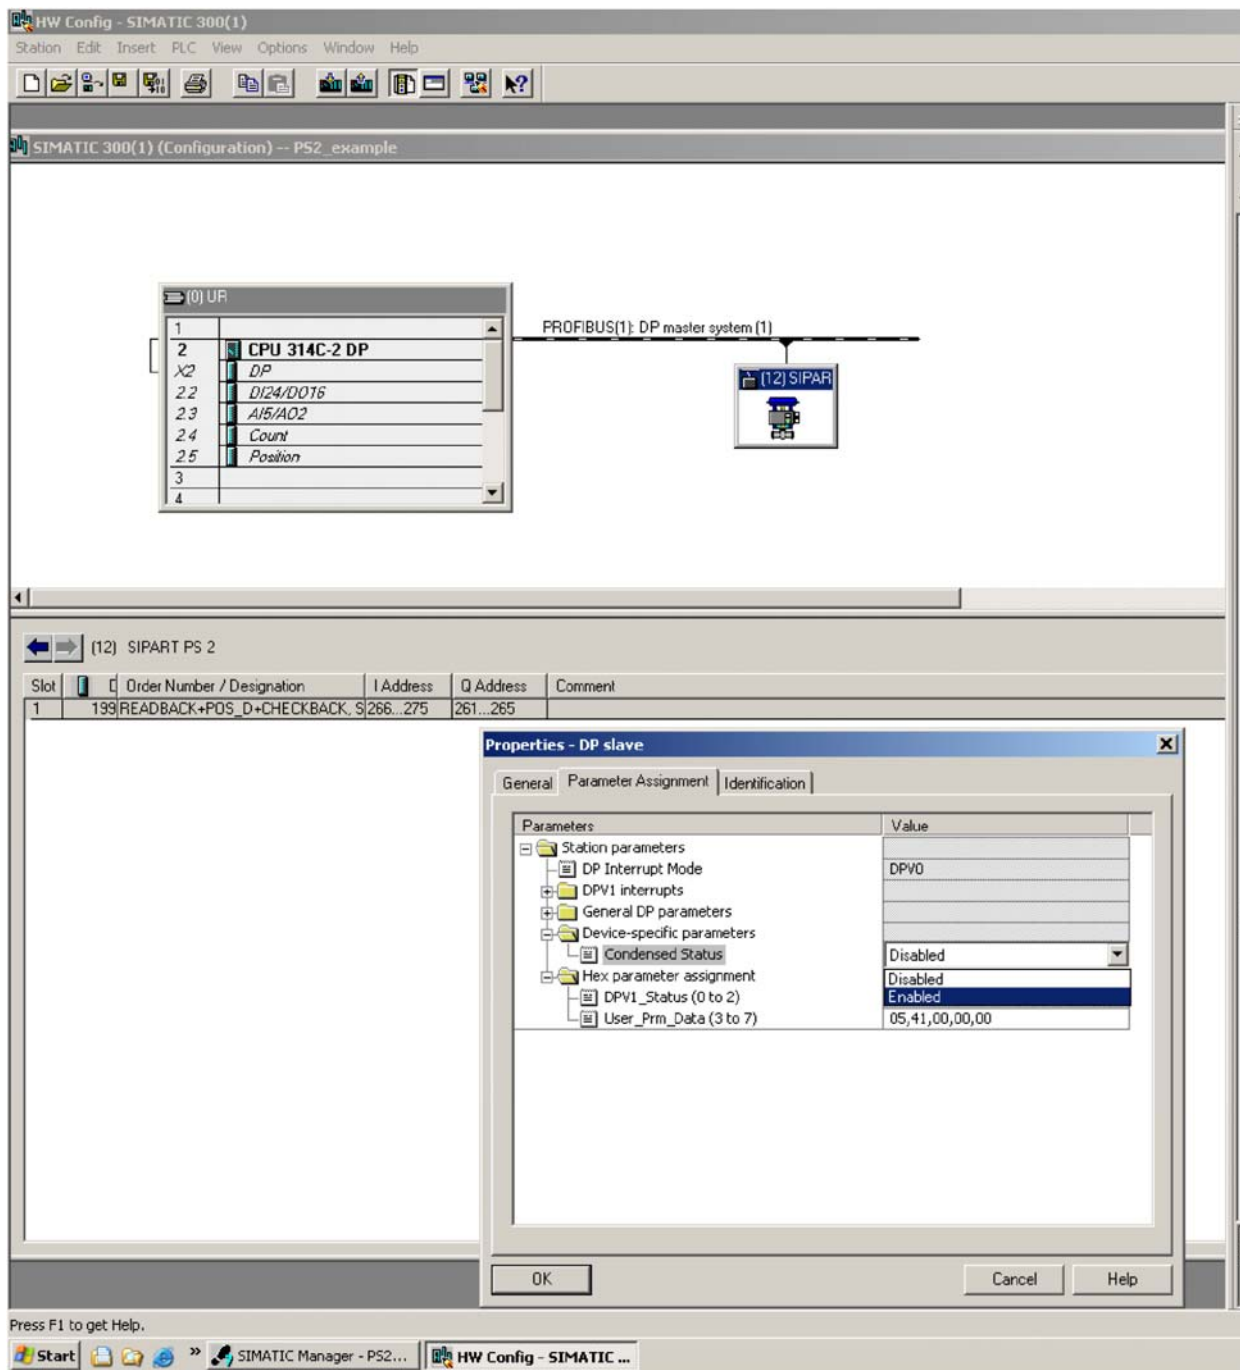 HW Config - SIMATIC 300(1)
Station Edit Insert PLC View Options Window Help
SIMATIC 300(1) (Configuration) -- PS2_example
(0) UR
1
2 CPU 314C-2 DP
X2 DP
2.2 DI24/DO16
2.3 AI5/AO2
2.4 Count
2.5 Position
3
4
PROFIBUS(1): DP master system (1)
(12) SIPAR
(12) SIPART PS 2
Slot D Order Number / Designation I Address Q Address Comment
1 199 READBACK+POS_D+CHECKBACK, S 266...275 261...265
Properties - DP slave
General Parameter Assignment Identification
Parameters Value
Station parameters
DP Interrupt Mode DPV0
DPV1 interrupts
General DP parameters
Device-specific parameters
Condensed Status Disabled
Hex parameter assignment Disabled
DPV1_Status (0 to 2) Enabled
User_Prm_Data (3 to 7) 05,41,00,00,00
OK Cancel Help
Press F1 to get Help.
Start » SIMATIC Manager - PS2... HW Config - SIMATIC ...